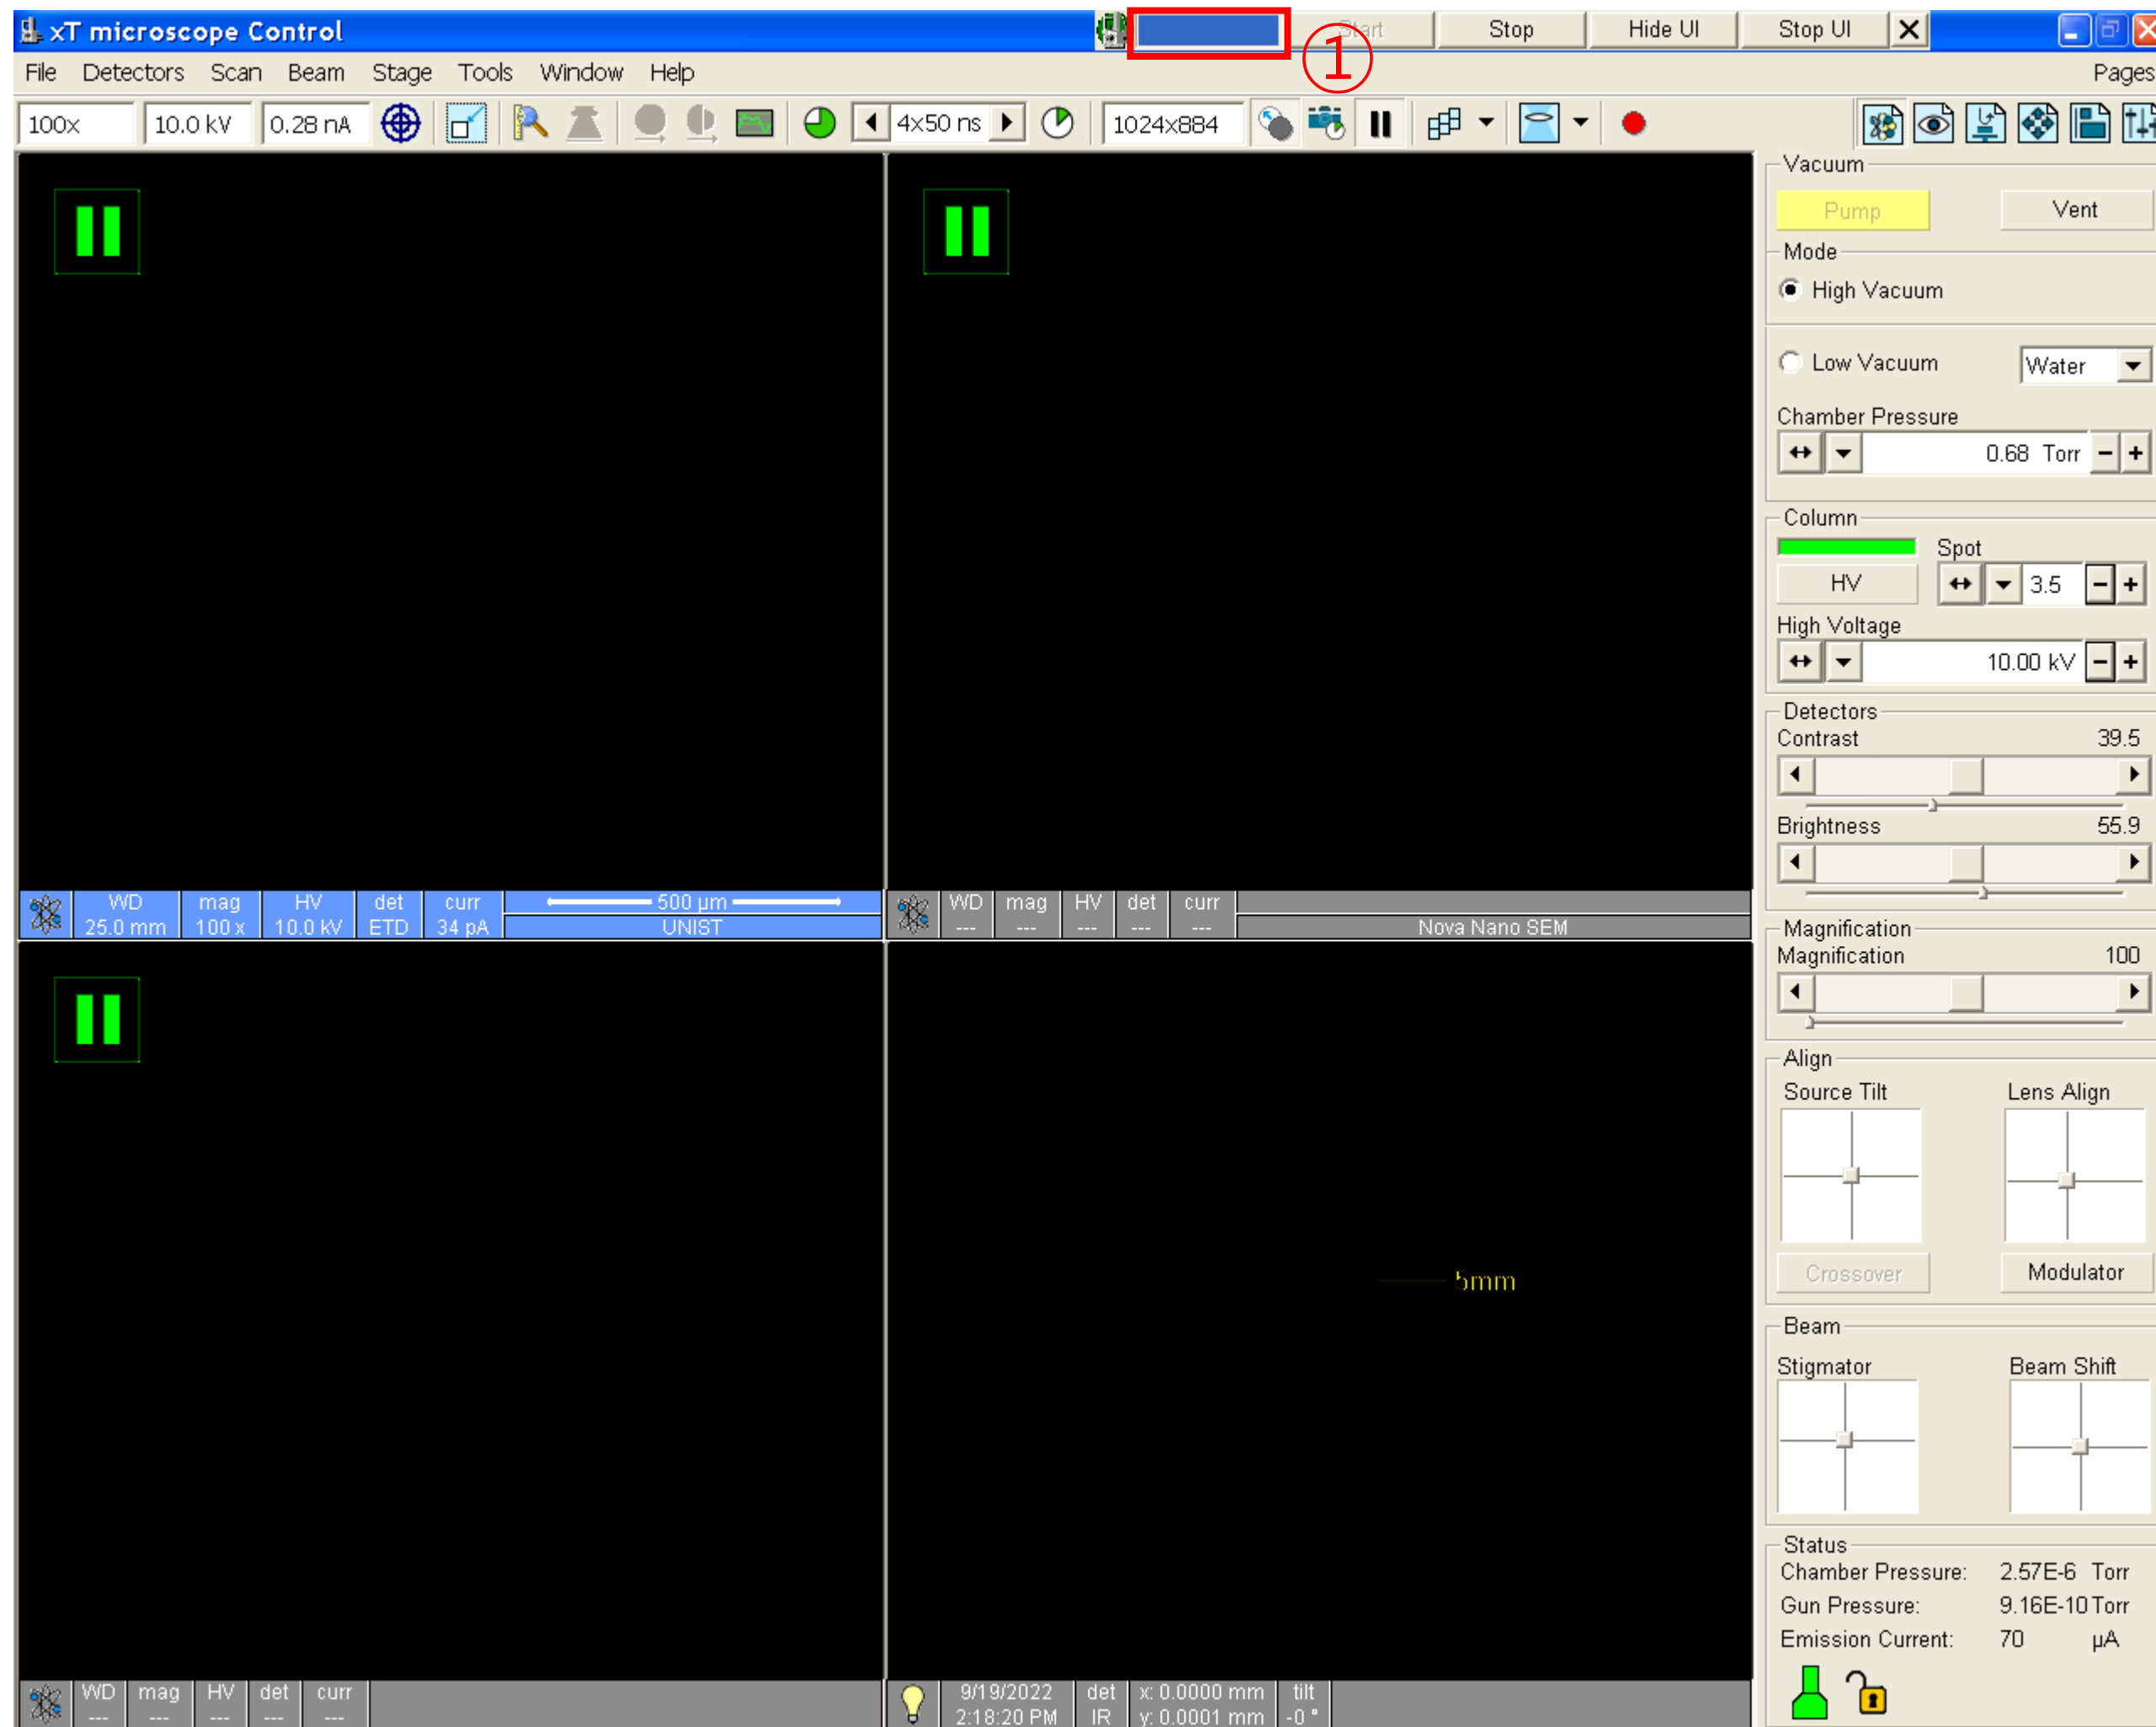 xT microscope Control
① Start Stop Hide UI Stop UI
File Detectors Scan Beam Stage Tools Window Help Pages
100x 10.0 kV 0.28 nA 4x50 ns 1024x884
Vacuum
Pump Vent
Mode
High Vacuum
Low Vacuum Water
Chamber Pressure
0.68 Torr
Column
Spot
HV 3.5
High Voltage
10.00 kV
Detectors
Contrast 39.5
Brightness 55.9
WD mag HV det curr 500 µm
25.0 mm 100 x 10.0 kV ETD 34 pA UNIST
WD mag HV det curr
--- --- --- --- --- Nova Nano SEM
Magnification
Magnification 100
Align
Source Tilt Lens Align
Crossover Modulator
5mm
Beam
Stigmator Beam Shift
Status
Chamber Pressure: 2.57E-6 Torr
Gun Pressure: 9.16E-10 Torr
Emission Current: 70 µA
WD mag HV det curr
--- --- --- --- ---
9/19/2022 det x: 0.0000 mm tilt
2:18:20 PM IR y: 0.0001 mm -0 °